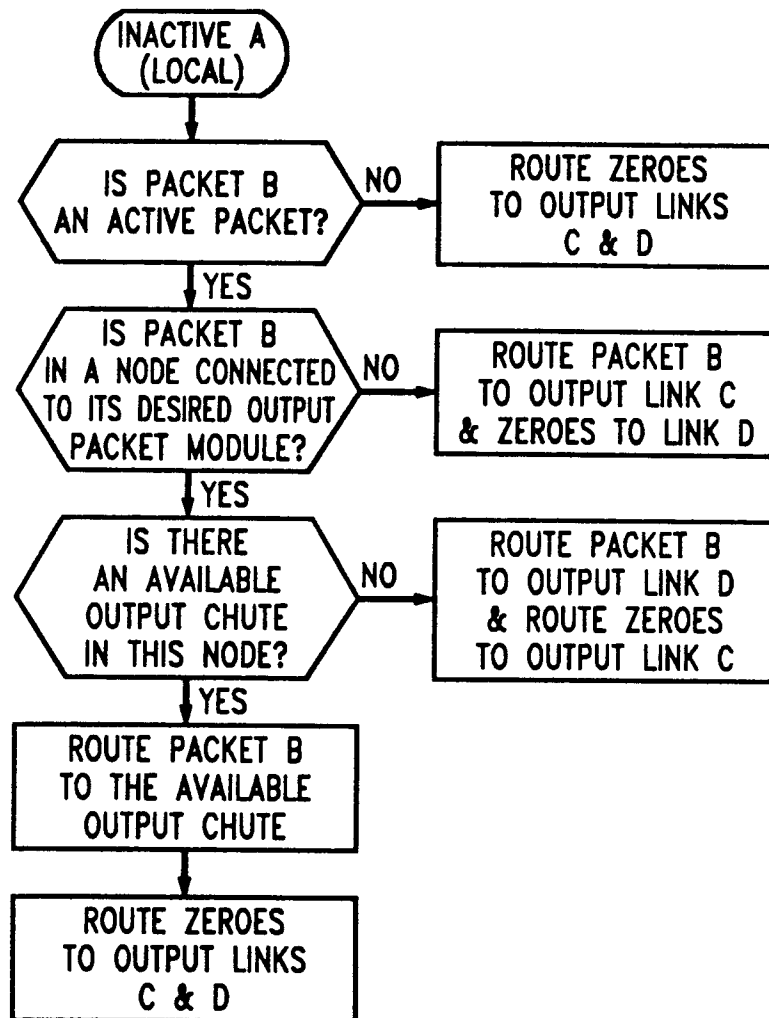 INACTIVE A
(LOCAL)
IS PACKET B
AN ACTIVE PACKET?
NO
ROUTE ZEROES
TO OUTPUT LINKS
C & D
YES
IS PACKET B
IN A NODE CONNECTED
TO ITS DESIRED OUTPUT
PACKET MODULE?
NO
ROUTE PACKET B
TO OUTPUT LINK C
& ZEROES TO LINK D
YES
IS THERE
AN AVAILABLE
OUTPUT CHUTE
IN THIS NODE?
NO
ROUTE PACKET B
TO OUTPUT LINK D
& ROUTE ZEROES
TO OUTPUT LINK C
YES
ROUTE PACKET B
TO THE AVAILABLE
OUTPUT CHUTE
ROUTE ZEROES
TO OUTPUT LINKS
C & D